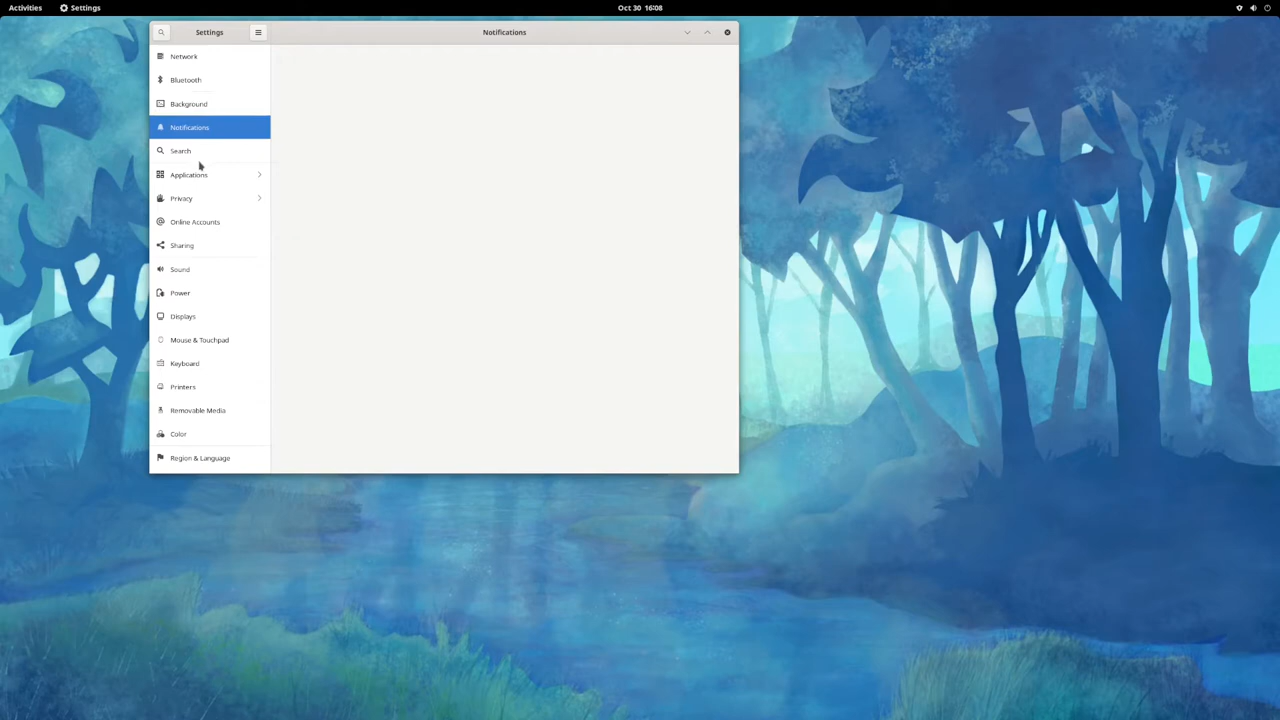 Activities Settings Oct 30 16:08
Settings Notifications
Network
Bluetooth
Background
Notifications
Search
Applications
Privacy
Online Accounts
Sharing
Sound
Power
Displays
Mouse & Touchpad
Keyboard
Printers
Removable Media
Color
Region & Language